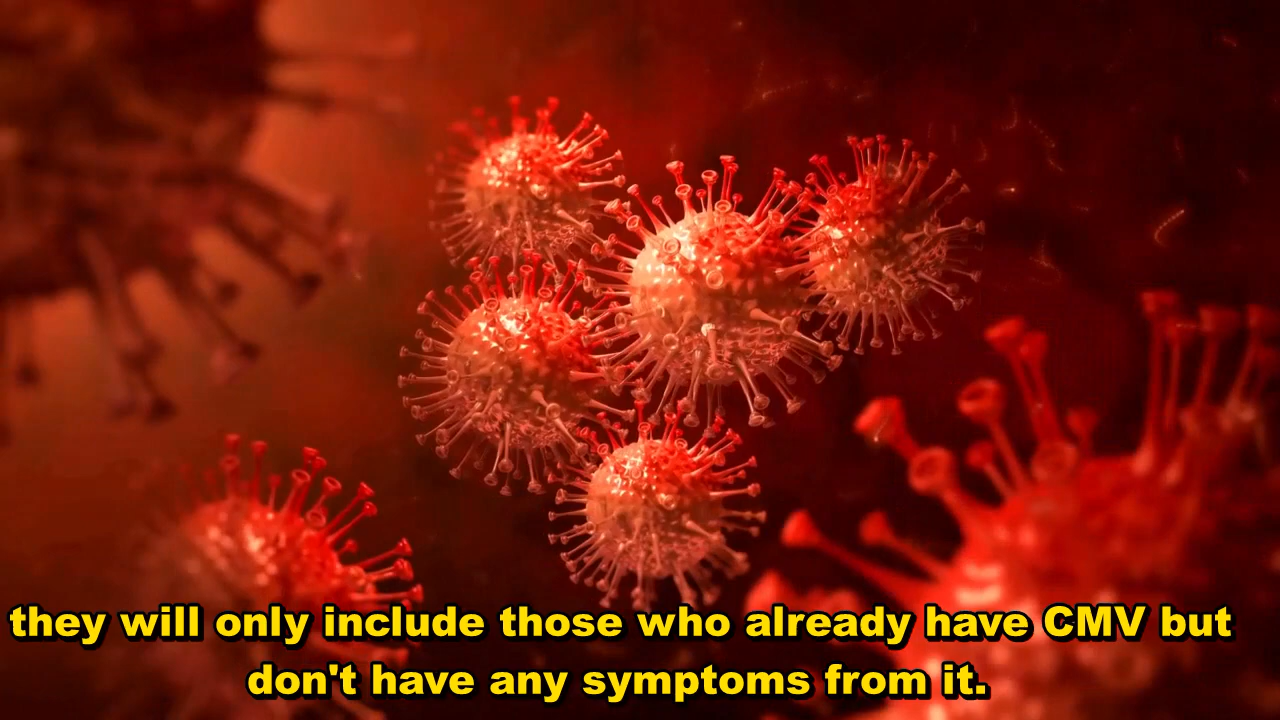 they will only include those who already have CMV but
don't have any symptoms from it.